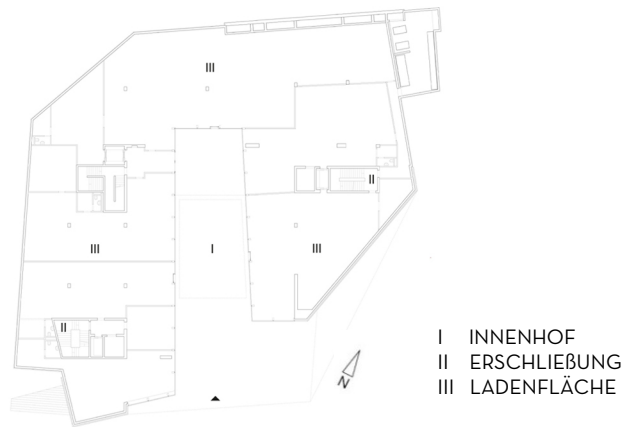 III
II
III
I
III
II
N
I INNENHOF
II ERSCHLIEßUNG
III LADENFLÄCHE